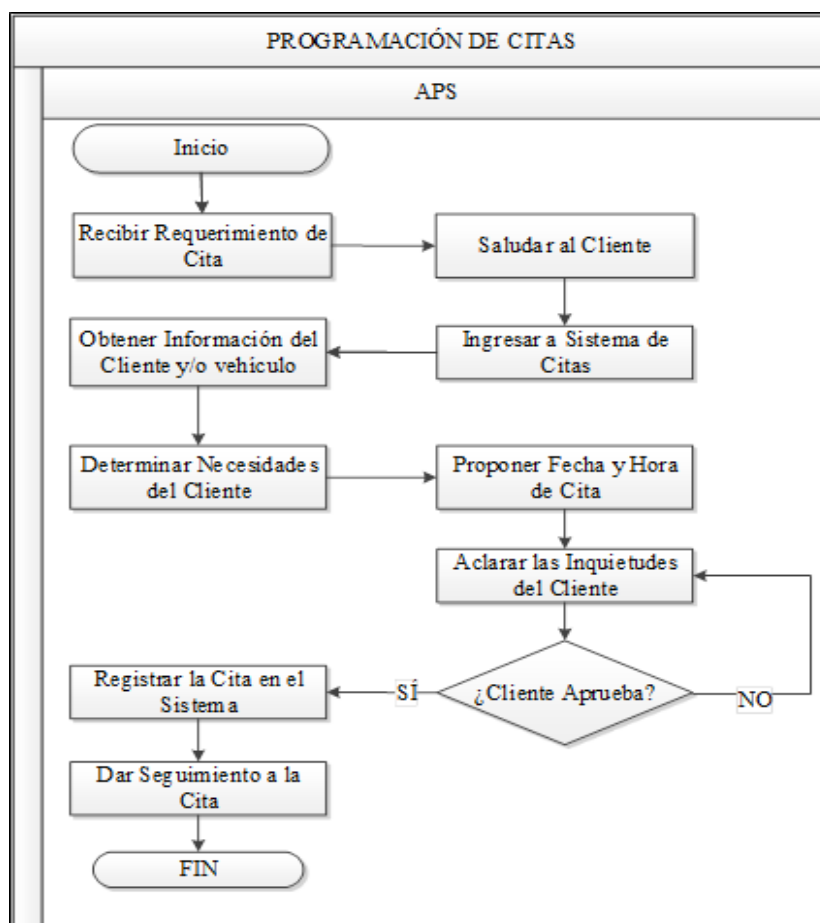 PROGRAMACIÓN DE CITAS
APS
Inicio
Recibir Requerimiento de
Cita
Saludar al Cliente
Ingresar a Sistema de
Citas
Obtener Información del
Cliente y/o vehículo
Determinar Necesidades
del Cliente
Proponer Fecha y Hora
de Cita
Aclarar las Inquietudes
del Cliente
¿Cliente Aprueba?
NO
SÍ
Registrar la Cita en el
Sistema
Dar Seguimiento a la
Cita
FIN